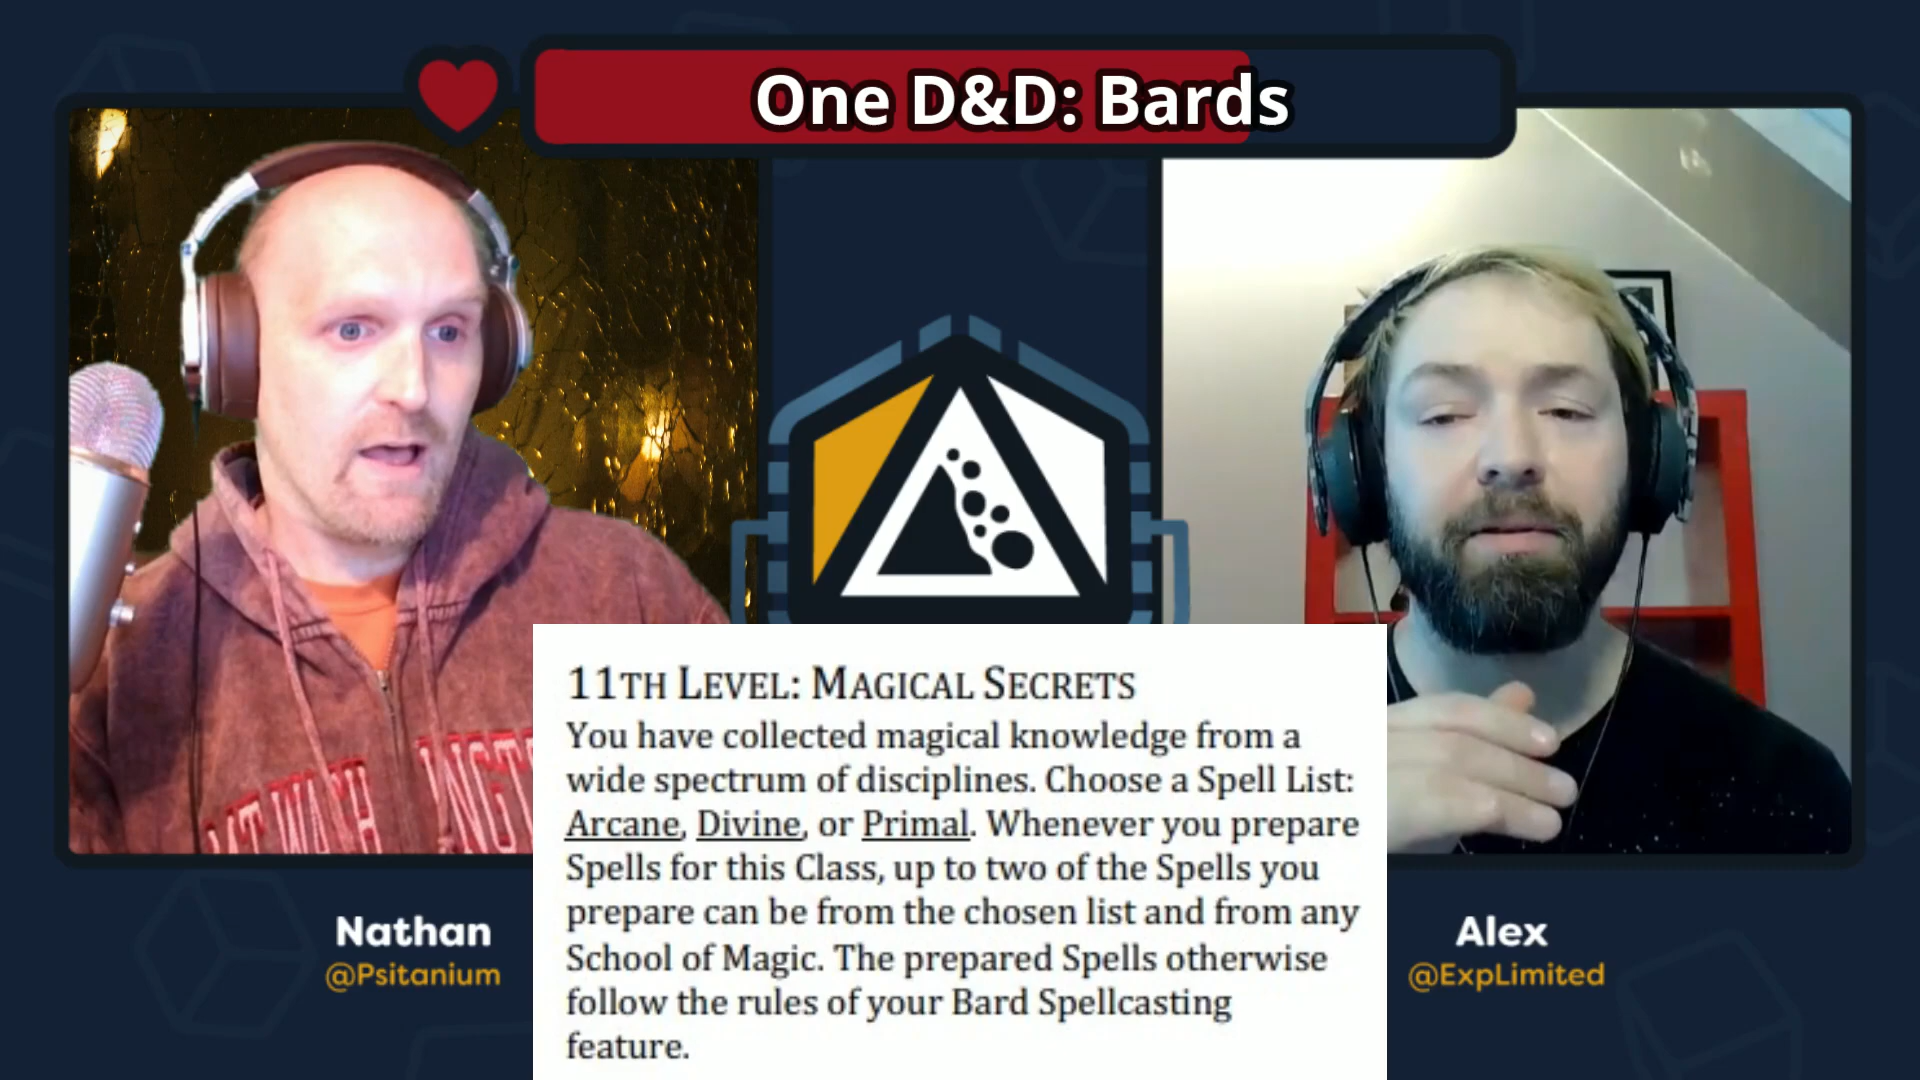 One D&D: Bards
11TH LEVEL: MAGICAL SECRETS
You have collected magical knowledge from a
wide spectrum of disciplines. Choose a Spell List:
Arcane, Divine, or Primal. Whenever you prepare
Spells for this Class, up to two of the Spells you
prepare can be from the chosen list and from any
School of Magic. The prepared Spells otherwise
follow the rules of your Bard Spellcasting
feature.
Nathan
@Psitanium
Alex
@ExpLimited